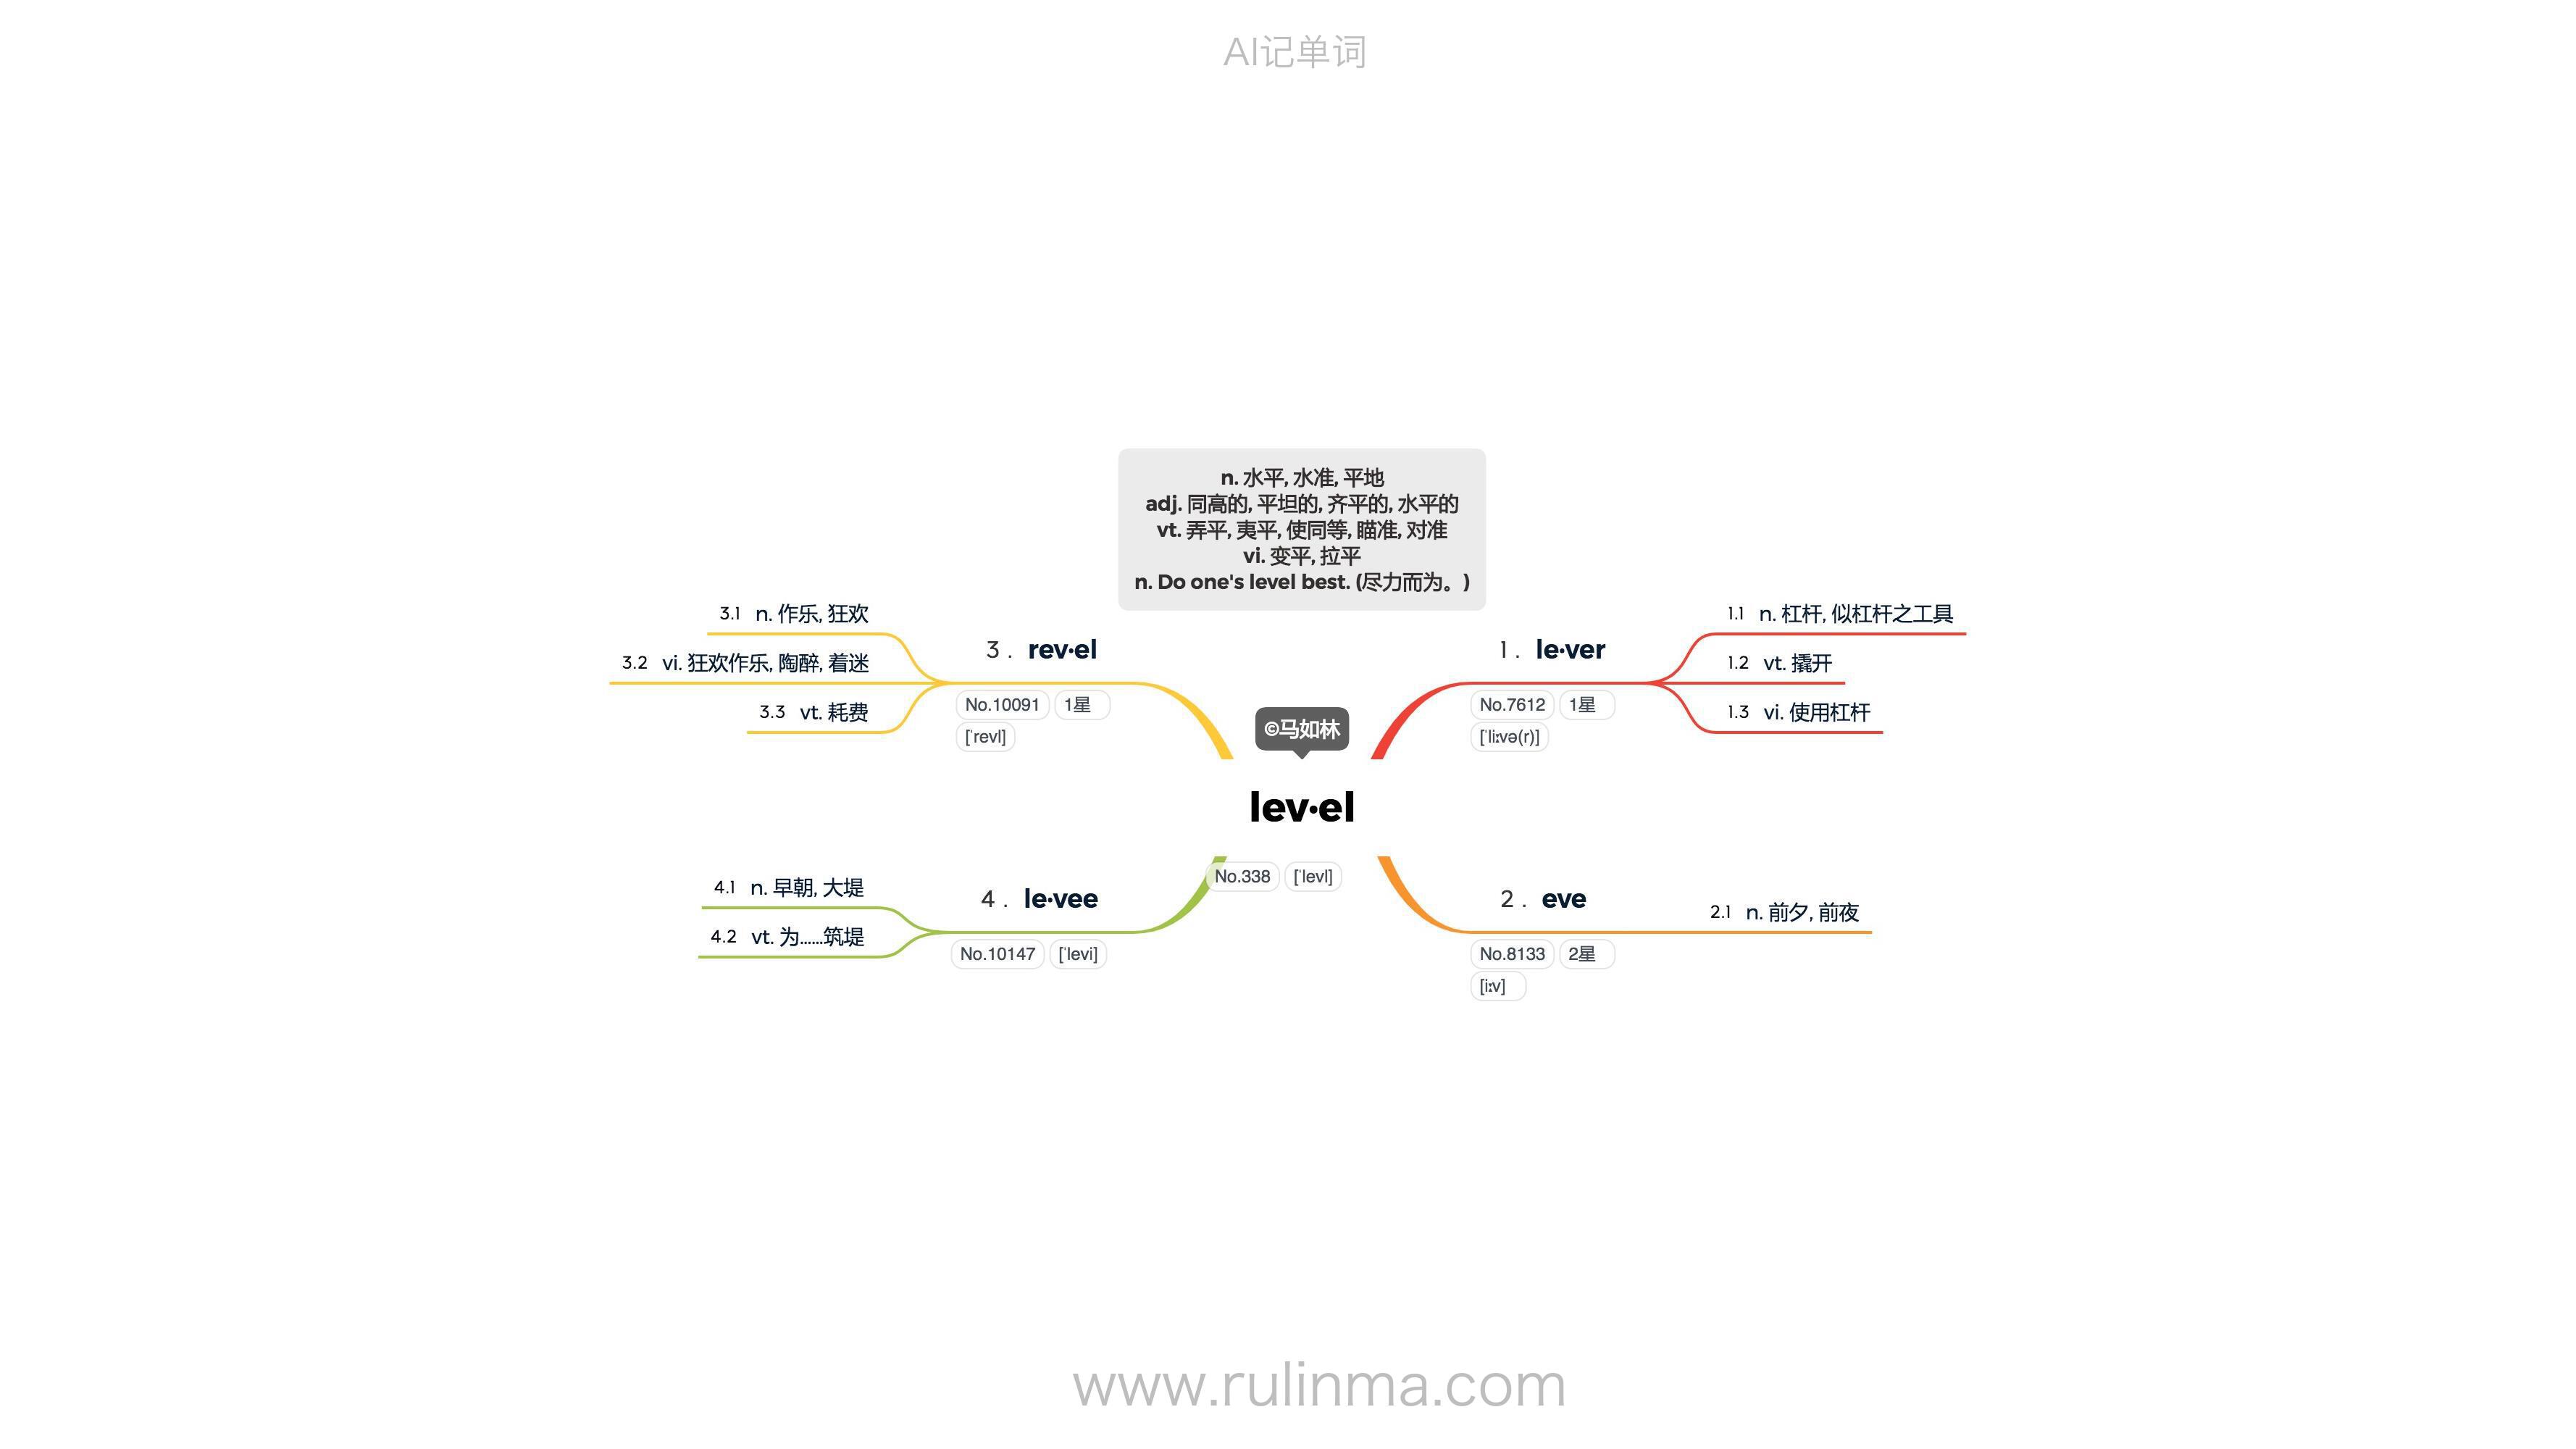 AI记单词
n. 水平, 水准, 平地
adj. 同高的, 平坦的, 齐平的, 水平的
vt. 弄平, 夷平, 使同等, 瞄准, 对准
vi. 变平, 拉平
n. Do one's level best. (尽力而为。)
©马如林
lev·el
No.338 [ˈlevl]
1. le·ver
No.7612 1星
[ˈliːvə(r)]
1.1 n. 杠杆, 似杠杆之工具
1.2 vt. 撬开
1.3 vi. 使用杠杆
2. eve
No.8133 2星
[iːv]
2.1 n. 前夕, 前夜
3. rev·el
No.10091 1星
[ˈrevl]
3.1 n. 作乐, 狂欢
3.2 vi. 狂欢作乐, 陶醉, 着迷
3.3 vt. 耗费
4. le·vee
No.10147 [ˈlevi]
4.1 n. 早朝, 大堤
4.2 vt. 为……筑堤
www.rulinma.com